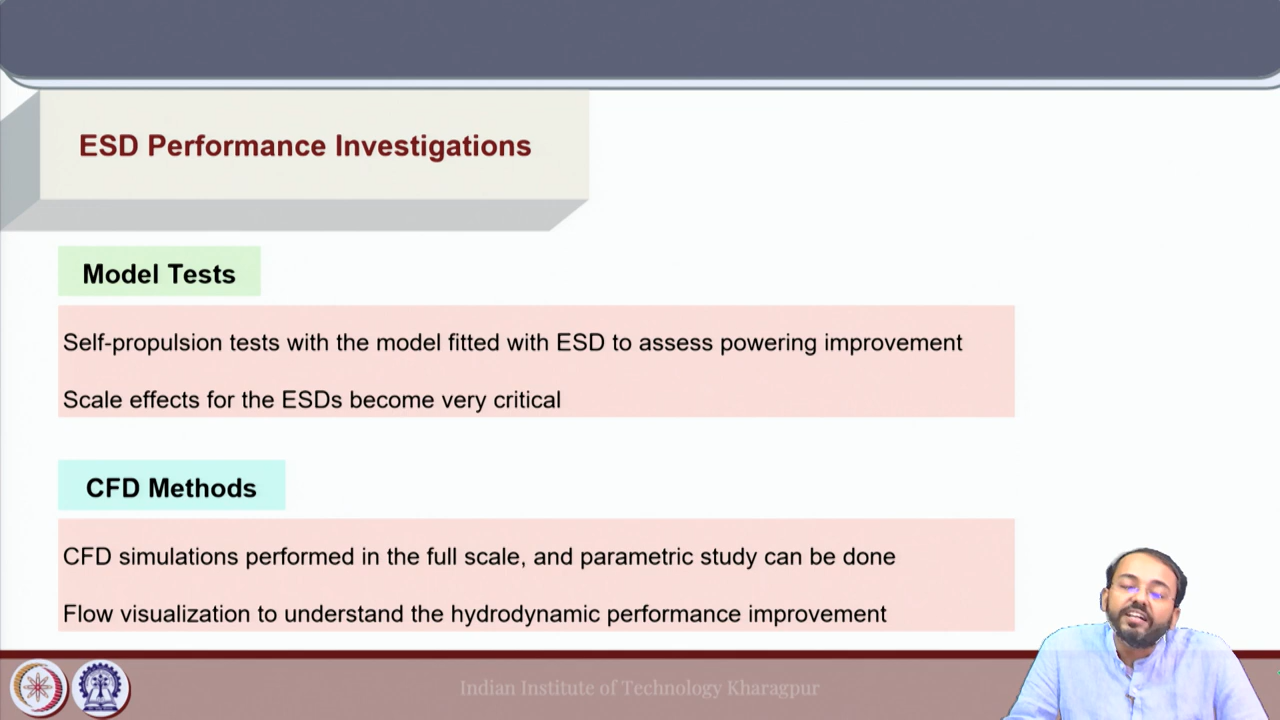 ESD Performance Investigations
Model Tests
Self-propulsion tests with the model fitted with ESD to assess powering improvement
Scale effects for the ESDs become very critical
CFD Methods
CFD simulations performed in the full scale, and parametric study can be done
Flow visualization to understand the hydrodynamic performance improvement
Indian Institute of Technology Kharagpur